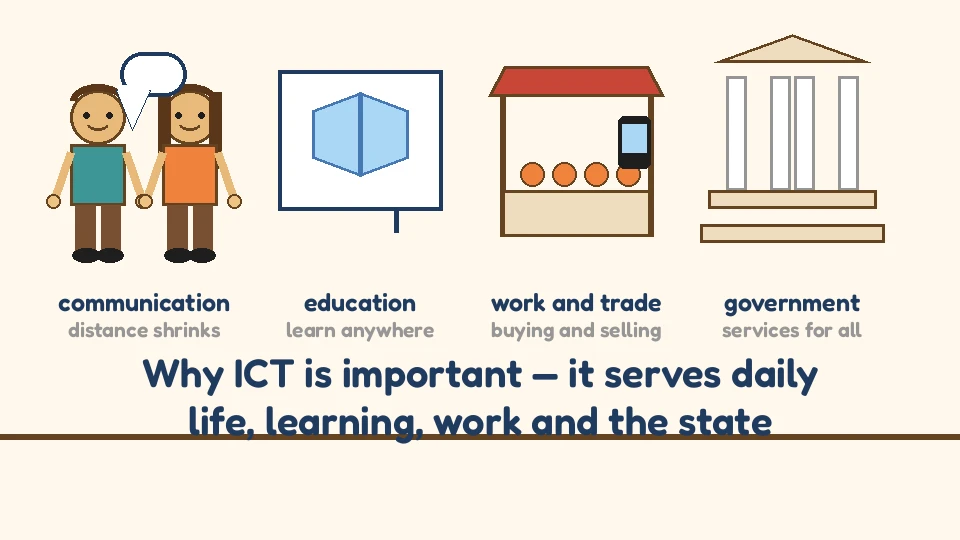 communication education work and trade government
distance shrinks learn anywhere buying and selling services for all
Why ICT is important — it serves daily
life, learning, work and the state